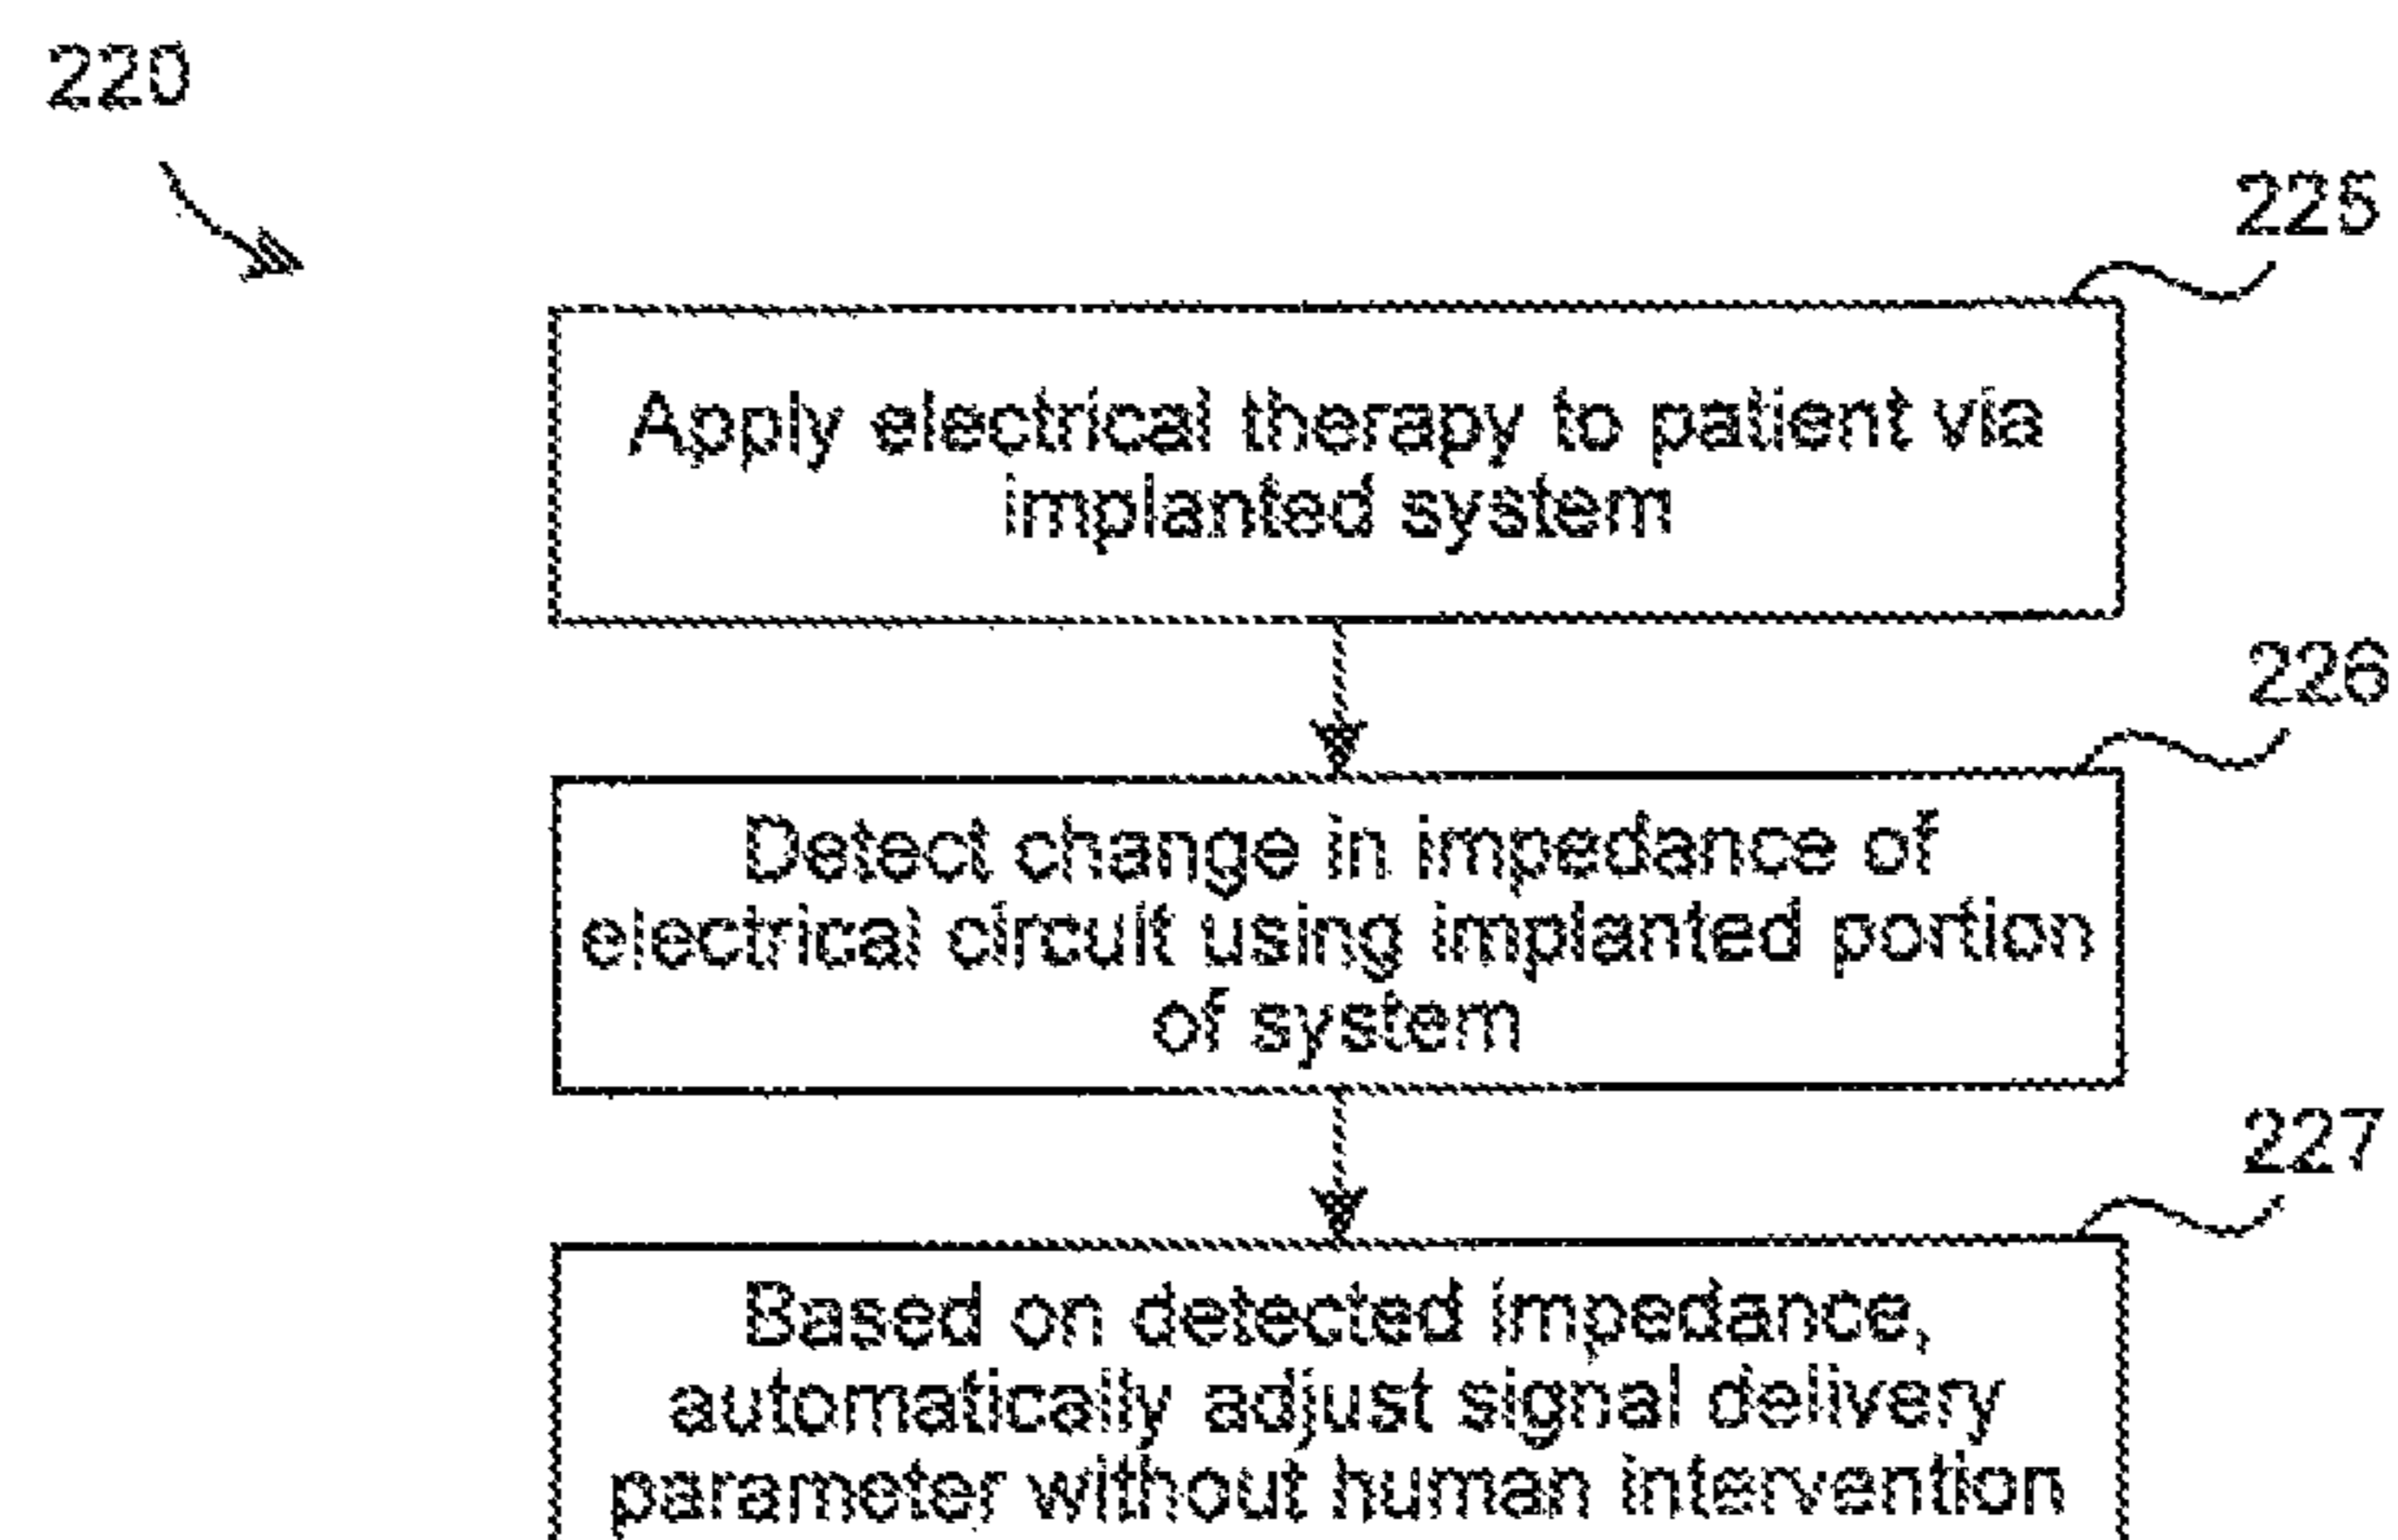 220
225
Apply electrical therapy to patient via
implanted system
226
Detect change in impedance of
electrical circuit using implanted portion
of system
227
Based on detected impedance,
automatically adjust signal delivery
parameter without human intervention